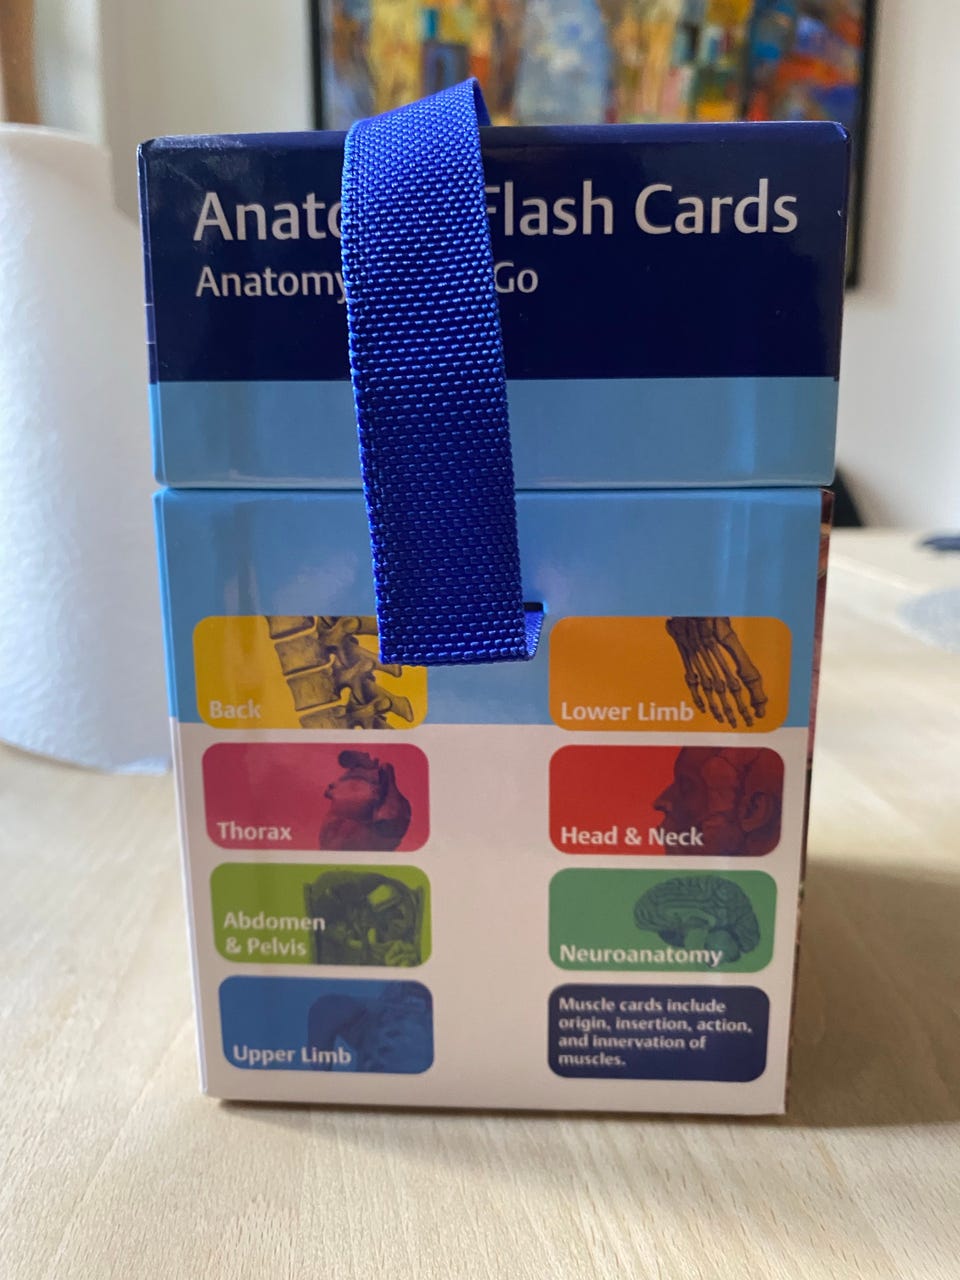 Anato Flash Cards
Anatomy Go
Back
Lower Limb
Thorax
Head & Neck
Abdomen
& Pelvis
Neuroanatomy
Upper Limb
Muscle cards include
origin, insertion, action,
and innervation of
muscles.